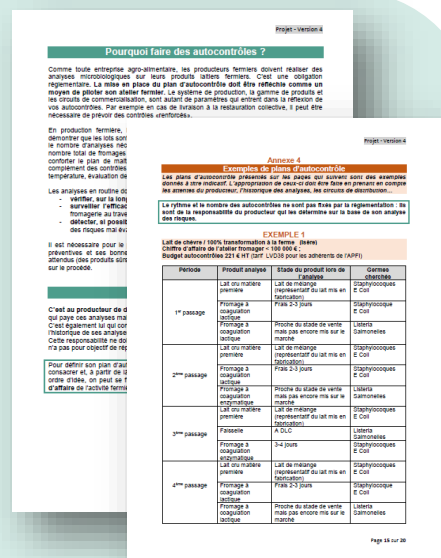 Projet - Version 4
Pourquoi faire des autocontrôles ?
Comme toute entreprise agro-alimentaire, les producteurs fermiers doivent réaliser des
analyses microbiologiques sur leurs produits laitiers fermiers. C'est une obligation
réglementaire. La mise en place du plan d'autocontrôle doit être réfléchie comme un
moyen de piloter son atelier fermier. Le système de production, la gamme de produits et
les circuits de commercialisation, sont autant de paramètres qui entrent dans la réflexion de
vos autocontrôles. Par exemple en cas de livraison à la restauration collective, il peut être
nécessaire de prévoir des contrôles «renforcés».
En production fermière,
démontrer que les lots sont
le nombre d'analyses néc
nombre total de fromages
conforter le plan de maît
complément des contrôles
température, évaluation de
Les analyses en routine do
- vérifier, sur la long
- surveiller l'efficac
fromagerie au trave
- détecter, si possib
des risques mal éva
Il est nécessaire pour le
préventives et ses bonne
attendus (des produits sains
sur le procédé.
C'est au producteur de d
qui paye ces analyses mai
C'est également lui qui con
l'historique de ses analyse
Cette responsabilité ne doi
n'a pas pour objectif de rép
Pour définir son plan d'aut
consacrer et, à partir de là
ordre d'idée, on peut se f
d'affaire de l'activité fermi
Projet - Version 4
Annexe 4
Exemples de plans d'autocontrôle
Les plans d'autocontrôle présentés sur les pages qui suivent sont des exemples
donnés à titre indicatif. L'appropriation de ceux-ci doit être faite en prenant en compte
les attentes du producteur, l'historique des analyses, les circuits de distribution...
Le rythme et le nombre des autocontrôles ne sont pas fixés par la réglementation : ils
sont de la responsabilité du producteur qui les détermine sur la base de son analyse
des risques.
EXEMPLE 1
Lait de chèvre / 100% transformation à la ferme (Isère)
Chiffre d'affaire de l'atelier fromager < 100 000 € ;
Budget autocontrôles 221 € HT (tarif LVD38 pour les adhérents de l'APFI)
Période Produit analysé Stade du produit lors de l'analyse Germes recherchés
1er passage
Lait cru matière première Lait de mélange (représentatif du lait mis en fabrication) Staphylocoques E Coli
Fromage à coagulation lactique Frais 2-3 jours Staphylocoques E Coli
Proche du stade de vente mais pas encore mis sur le marché Listeria Salmonelles
2ème passage
Lait cru matière première Lait de mélange (représentatif du lait mis en fabrication) Staphylocoques E Coli
Fromage à coagulation lactique Frais 2-3 jours Staphylocoques E Coli
Fromage à coagulation enzymatique Proche du stade de vente mais pas encore mis sur le marché Listeria Salmonelles
3ème passage
Lait cru matière première Lait de mélange (représentatif du lait mis en fabrication) Staphylocoques E Coli
Faisselle A DLC Listeria Salmonelles
Fromage à coagulation enzymatique 3-4 jours Staphylocoques E Coli
4ème passage
Lait cru matière première Lait de mélange (représentatif du lait mis en fabrication) Staphylocoque E Coli
Fromage à coagulation lactique Frais 2-3 jours Staphylocoque E Coli
Fromage à coagulation lactique Proche du stade de vente mais pas encore mis sur le marché Listeria Salmonelles
Page 15 sur 20